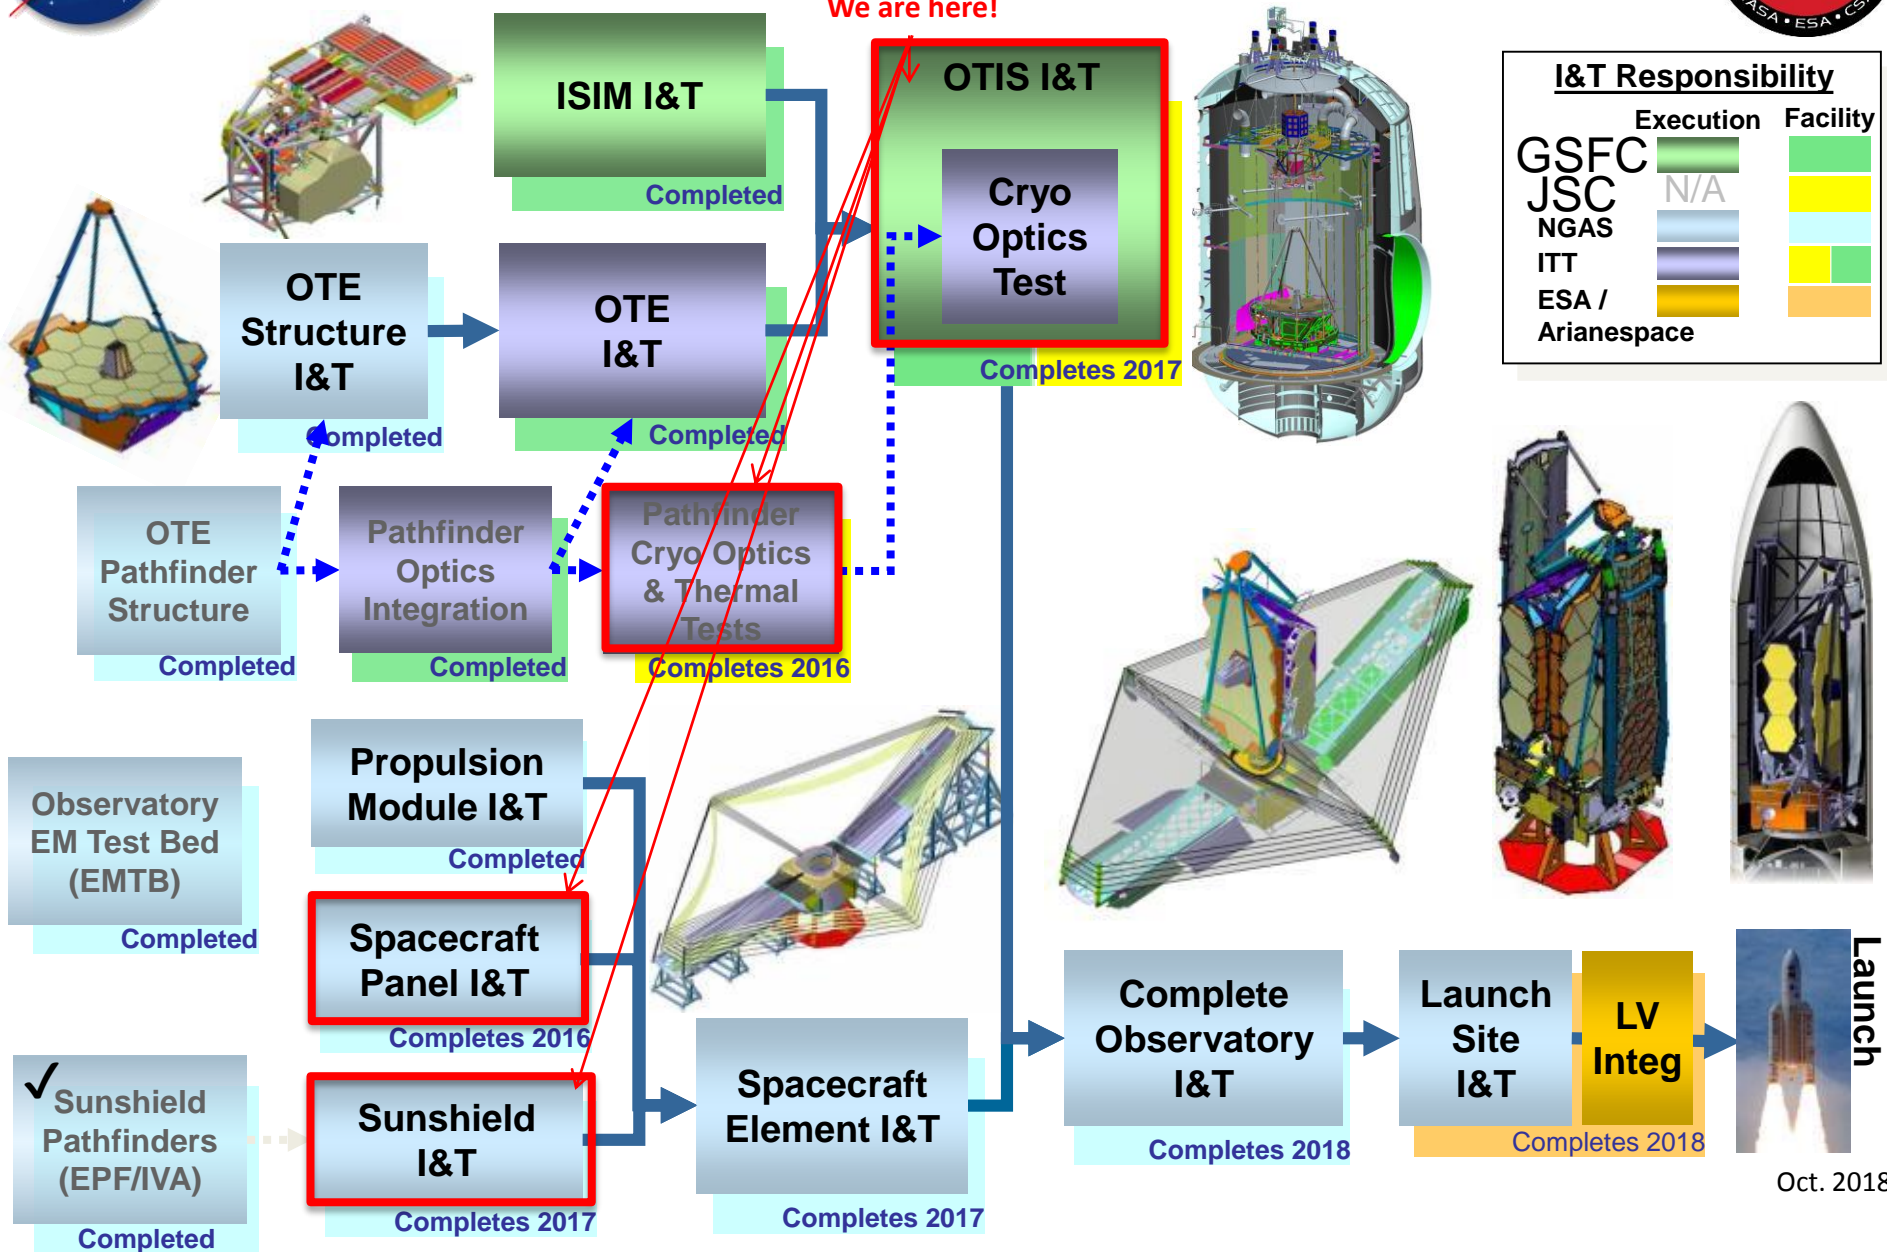 We are here!
NASA • ESA • CSA
ISIM I&T
Completed
OTIS I&T
Cryo
Optics
Test
Completes 2017
I&T Responsibility
Execution Facility
GSFC
JSC N/A
NGAS
ITT
ESA /
Arianespace
OTE
Structure
I&T
Completed
OTE
I&T
Completed
OTE
Pathfinder
Structure
Completed
Pathfinder
Optics
Integration
Completed
Pathfinder
Cryo Optics
& Thermal
Tests
Completes 2016
Observatory
EM Test Bed
(EMTB)
Completed
Propulsion
Module I&T
Completed
Spacecraft
Panel I&T
Completes 2016
✓
Sunshield
Pathfinders
(EPF/IVA)
Completed
Sunshield
I&T
Completes 2017
Spacecraft
Element I&T
Completes 2017
Complete
Observatory
I&T
Completes 2018
Launch
Site
I&T
LV
Integ
Completes 2018
Launch
Oct. 2018